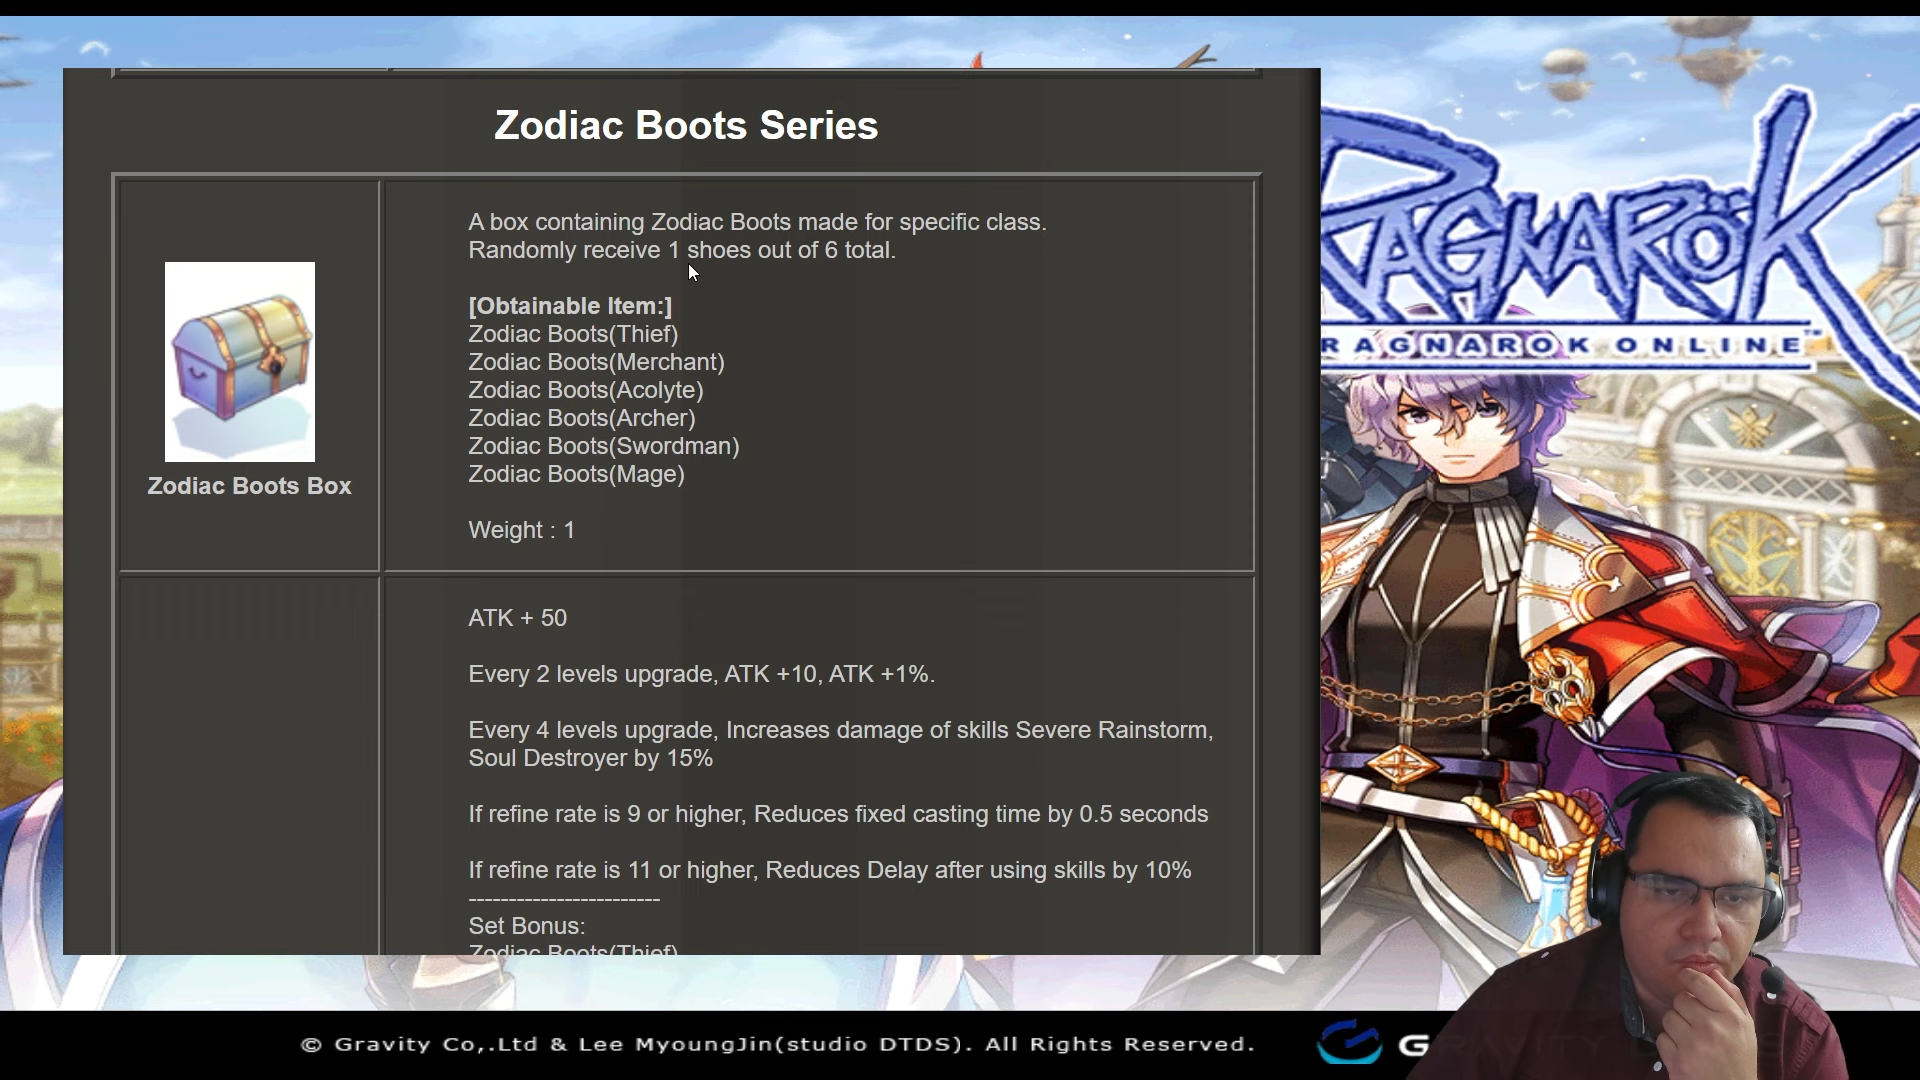 Zodiac Boots Series
A box containing Zodiac Boots made for specific class.
Randomly receive 1 shoes out of 6 total.
[Obtainable Item:]
Zodiac Boots(Thief)
Zodiac Boots(Merchant)
Zodiac Boots(Acolyte)
Zodiac Boots(Archer)
Zodiac Boots(Swordman)
Zodiac Boots(Mage)
Weight : 1
Zodiac Boots Box
ATK + 50
Every 2 levels upgrade, ATK +10, ATK +1%.
Every 4 levels upgrade, Increases damage of skills Severe Rainstorm,
Soul Destroyer by 15%
If refine rate is 9 or higher, Reduces fixed casting time by 0.5 seconds
If refine rate is 11 or higher, Reduces Delay after using skills by 10%
------------------------
Set Bonus:
Zodiac Boots(Thief)
RAGNARÖK
RAGNAROK ONLINE™
© Gravity Co,.Ltd & Lee MyoungJin(studio DTDS). All Rights Reserved.